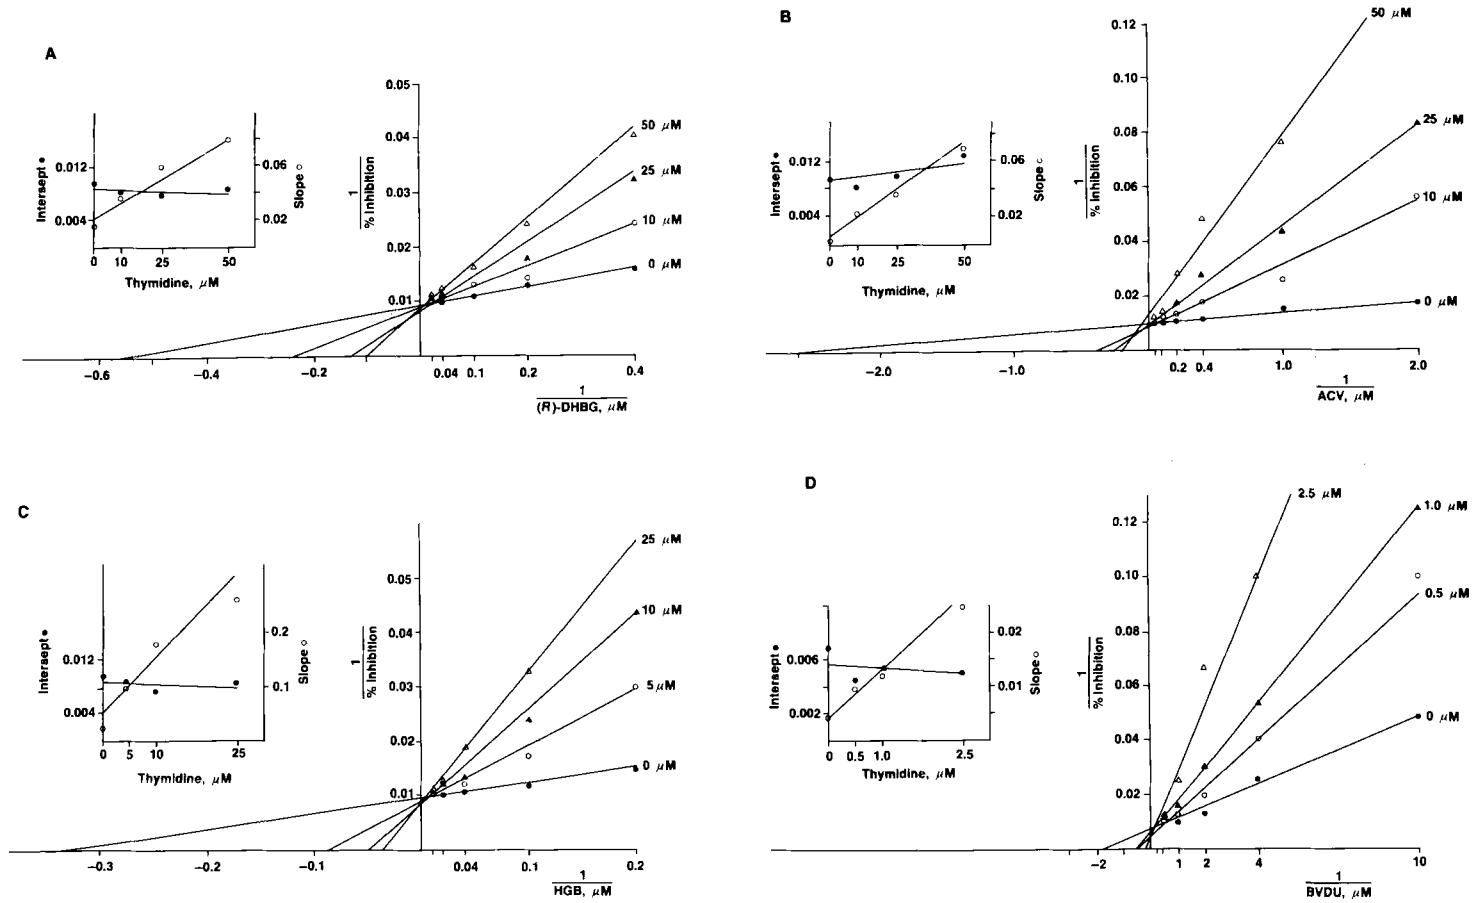 A
0.05
0.04
0.03
0.02
0.01
1
% Inhibition
50 μM
25 μM
10 μM
0 μM
−0.6
−0.4
−0.2
0.04
0.1
0.2
0.4
1
(R)-DHBG, μM
Intersept ●
0.012
0.004
Slope ○
0.06
0.02
0
10
25
50
Thymidine, μM
B
0.12
0.10
0.08
0.06
0.04
0.02
1
% Inhibition
50 μM
25 μM
10 μM
0 μM
−2.0
−1.0
0.2
0.4
1.0
2.0
1
ACV, μM
Intersept ●
0.012
0.004
Slope ○
0.06
0.02
0
10
25
50
Thymidine, μM
C
0.05
0.04
0.03
0.02
0.01
1
% Inhibition
25 μM
10 μM
5 μM
0 μM
−0.3
−0.2
−0.1
0.04
0.1
0.2
1
HGB, μM
Intersept ●
0.012
0.004
Slope ○
0.2
0.1
0
5
10
25
Thymidine, μM
D
0.12
0.10
0.08
0.06
0.04
0.02
1
% Inhibition
2.5 μM
1.0 μM
0.5 μM
0 μM
−2
1
2
4
10
1
BVDU, μM
Intersept ●
0.006
0.002
Slope ○
0.02
0.01
0
0.5
1.0
2.5
Thymidine, μM